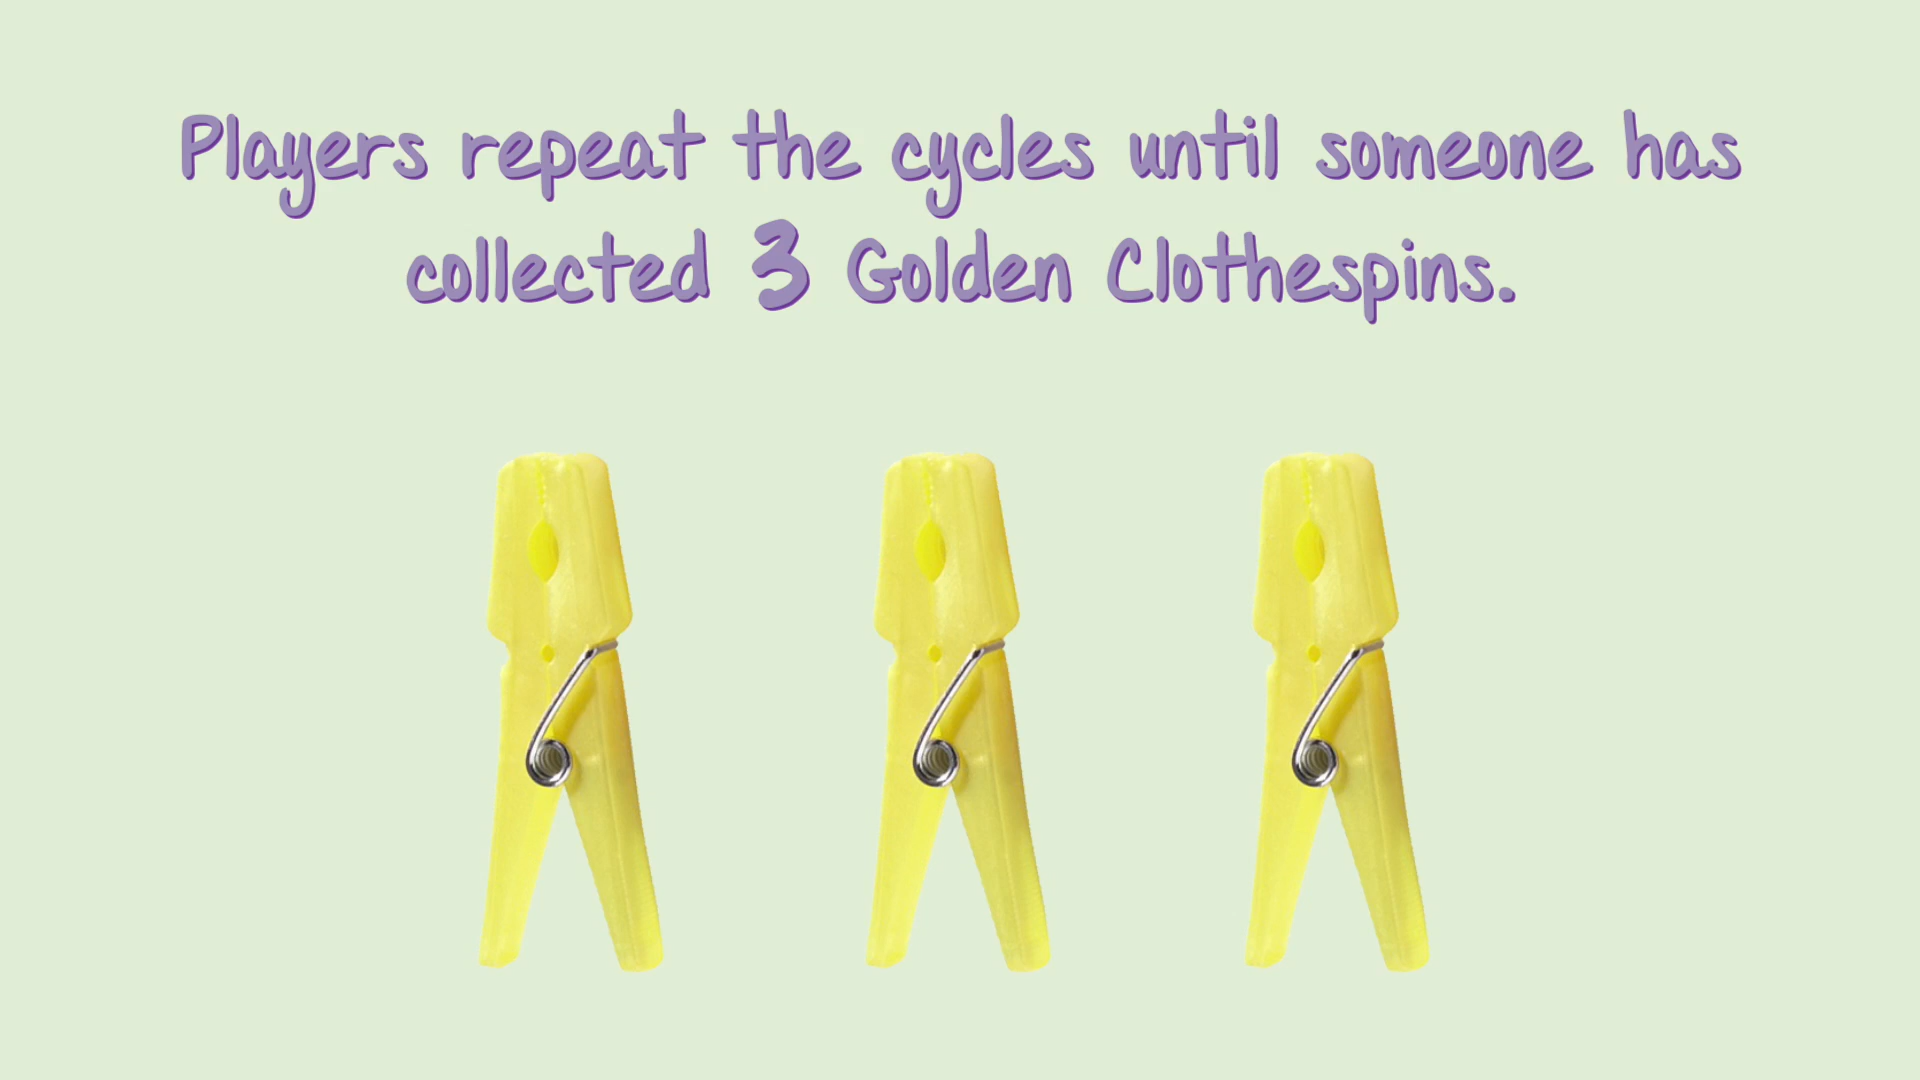 Players repeat the cycles until someone has
collected 3 Golden Clothespins.